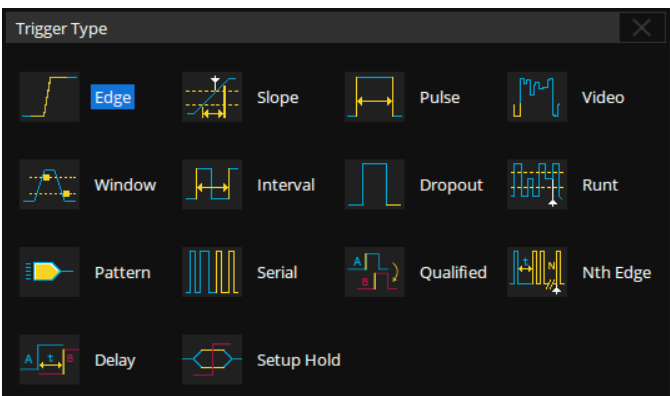 Trigger Type
Edge Slope Pulse Video
Window Interval Dropout Runt
Pattern Serial A B Qualified t N Nth Edge
A t B Delay Setup Hold